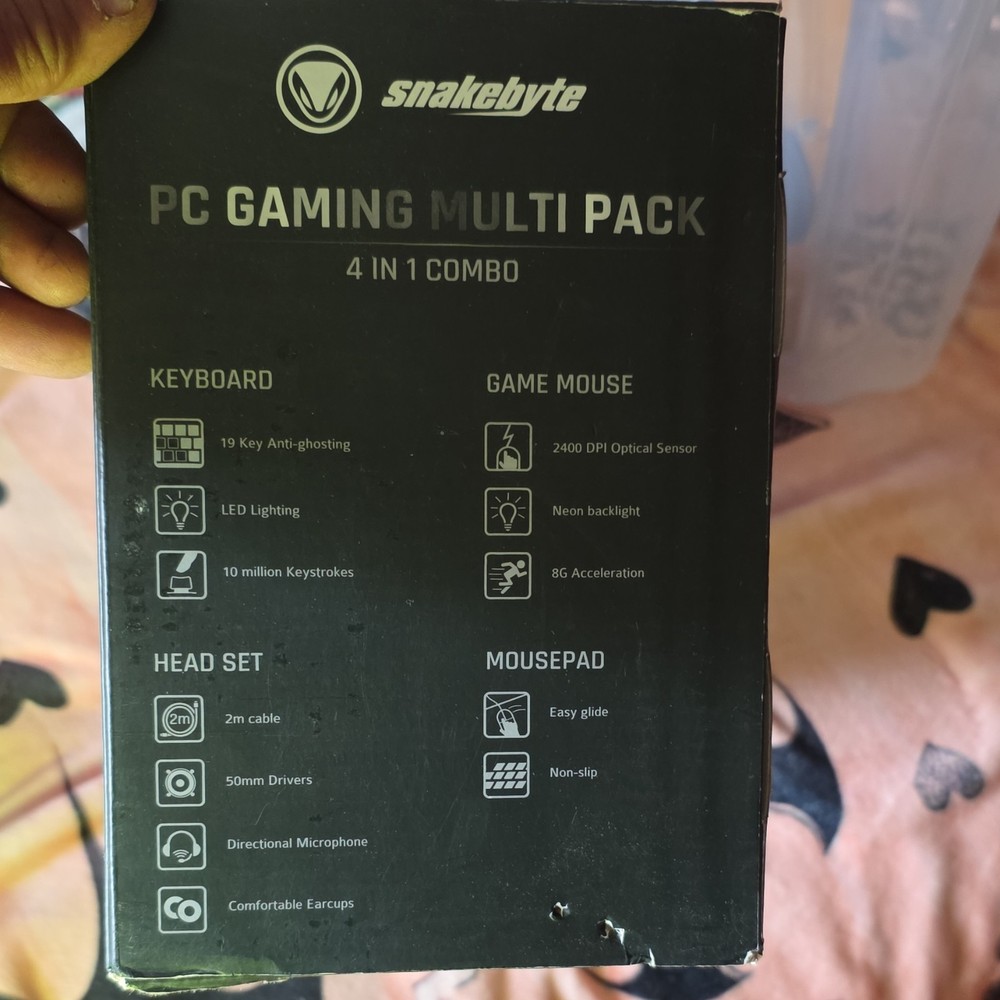 snakebyte
PC GAMING MULTI PACK
4 IN 1 COMBO
KEYBOARD
19 Key Anti-ghosting
LED Lighting
10 million Keystrokes
GAME MOUSE
2400 DPI Optical Sensor
Neon backlight
8G Acceleration
HEAD SET
2m
2m cable
50mm Drivers
Directional Microphone
Comfortable Earcups
MOUSEPAD
Easy glide
Non-slip